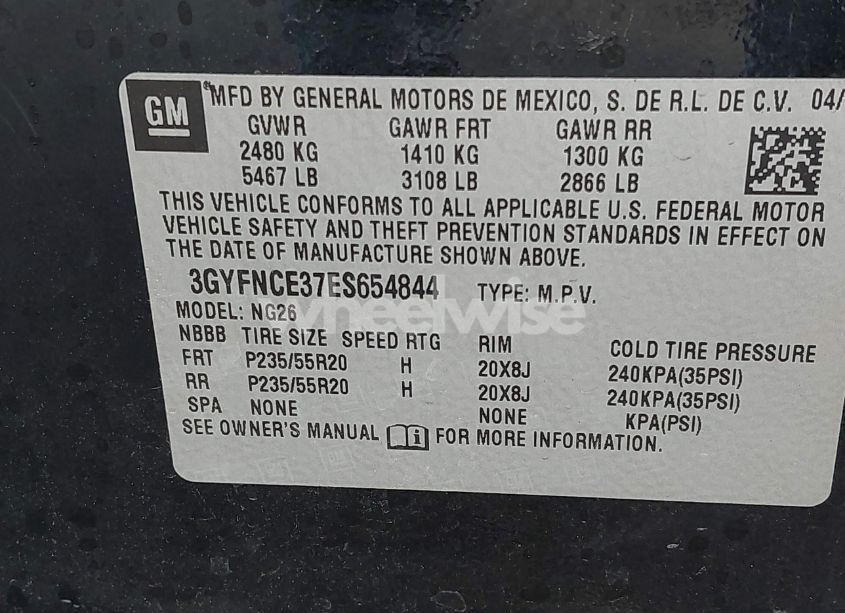 GM
MFD BY GENERAL MOTORS DE MEXICO, S. DE R.L. DE C.V. 04/
GVWR GAWR FRT GAWR RR
2480 KG 1410 KG 1300 KG
5467 LB 3108 LB 2866 LB
THIS VEHICLE CONFORMS TO ALL APPLICABLE U.S. FEDERAL MOTOR
VEHICLE SAFETY AND THEFT PREVENTION STANDARDS IN EFFECT ON
THE DATE OF MANUFACTURE SHOWN ABOVE.
3GYFNCE37ES654844 TYPE: M.P.V.
MODEL: NG26
wheelwise
NBBB TIRE SIZE SPEED RTG RIM COLD TIRE PRESSURE
FRT P235/55R20 H 20X8J 240KPA(35PSI)
RR P235/55R20 H 20X8J 240KPA(35PSI)
SPA NONE NONE KPA(PSI)
SEE OWNER'S MANUAL i FOR MORE INFORMATION.